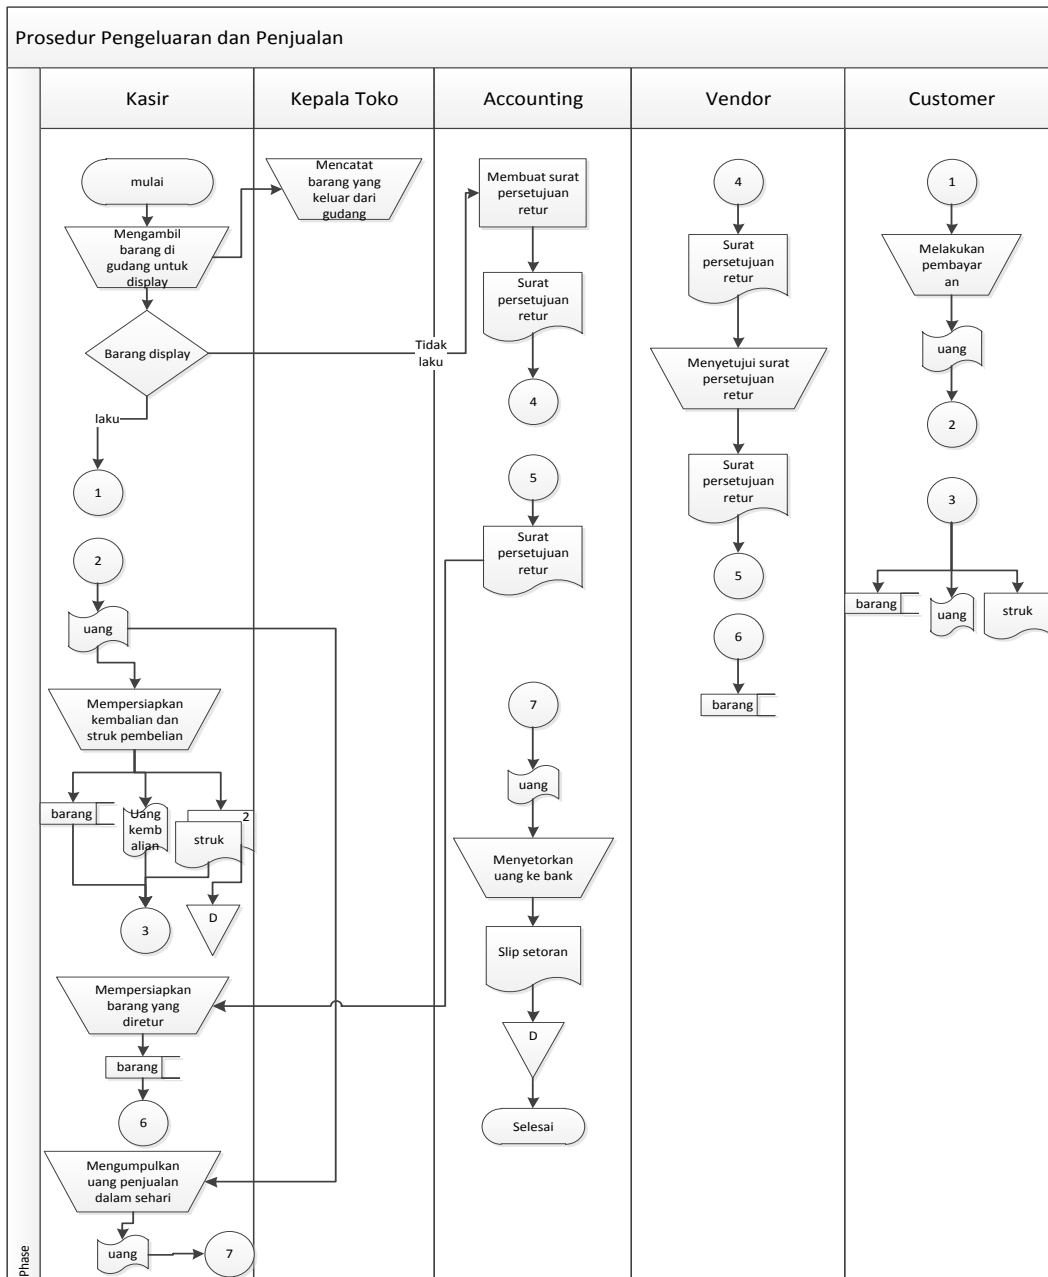 Prosedur Pengeluaran dan Penjualan
Kasir
Kepala Toko
Accounting
Vendor
Customer
Phase
mulai
Mengambil
barang di
gudang untuk
display
Barang display
laku
1
2
uang
Mempersiapkan
kembalian dan
struk pembelian
barang
Uang
kemb
alian
2
struk
3
D
Mempersiapkan
barang yang
diretur
barang
6
Mengumpulkan
uang penjualan
dalam sehari
uang
7
Mencatat
barang yang
keluar dari
gudang
Tidak
laku
Membuat surat
persetujuan
retur
Surat
persetujuan
retur
4
5
Surat
persetujuan
retur
7
uang
Menyetorkan
uang ke bank
Slip setoran
D
Selesai
4
Surat
persetujuan
retur
Menyetujui surat
persetujuan
retur
Surat
persetujuan
retur
5
6
barang
1
Melakukan
pembayar
an
uang
2
3
barang
uang
struk